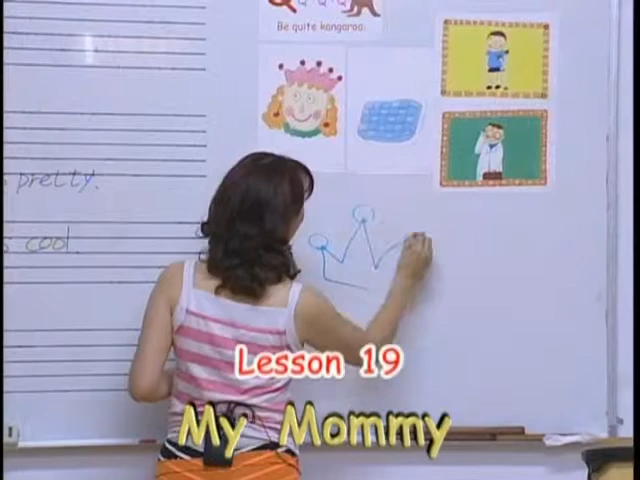 Be quite kangaroo.
pretty.
cool.
Lesson 19
My Mommy